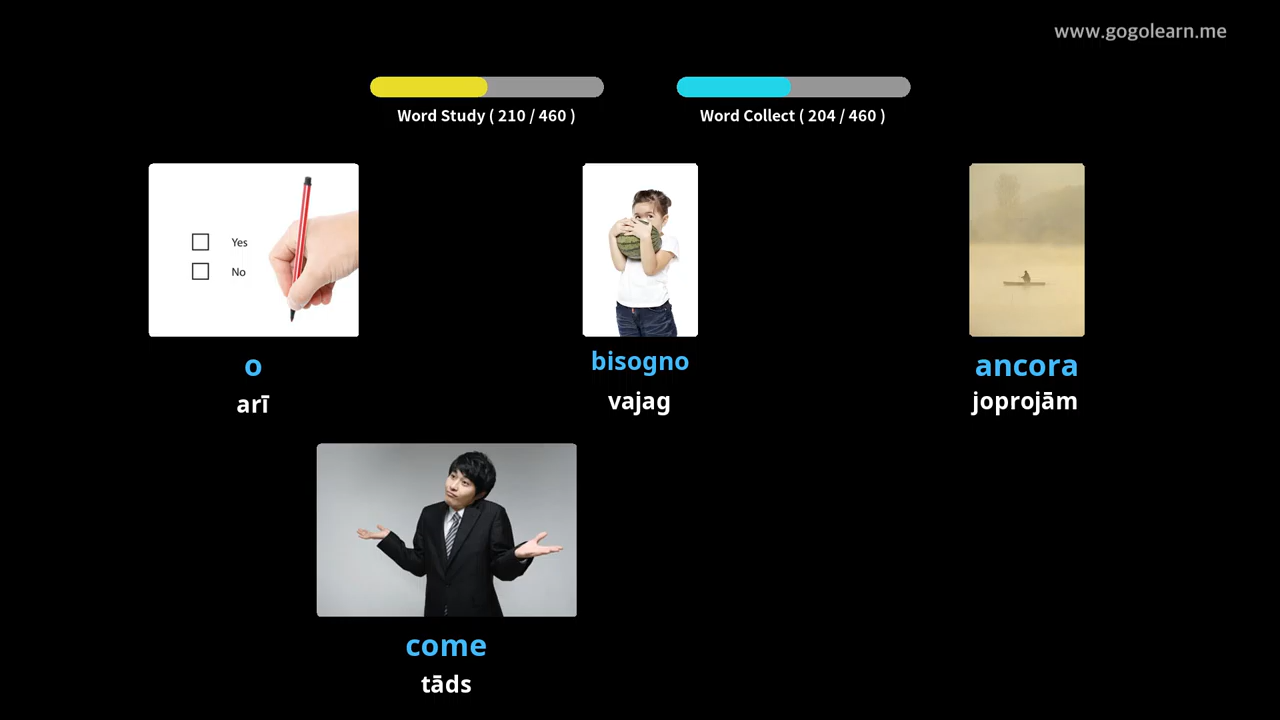 www.gogolearn.me
Word Study ( 210 / 460 )
Word Collect ( 204 / 460 )
Yes
No
o
arī
bisogno
vajag
ancora
joprojām
come
tāds